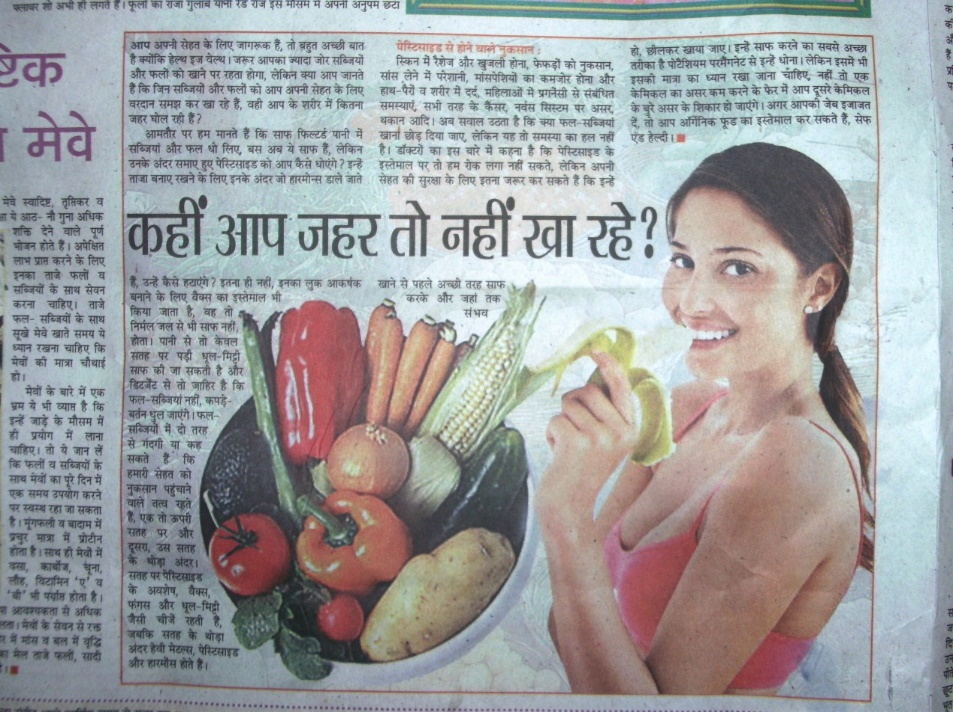 फूलों का राजा गुलाब यानी रेड रोज इस मौसम में अपनी अनुपम छटा
ष्टिक
मेवे
मेवे स्वादिष्ट, तृप्तिकर व
ये आठ- नौ गुना अधिक
शक्ति देने वाले पूर्ण
भोजन होते हैं। अपेक्षित
लाभ प्राप्त करने के लिए
इनका ताजे फलों व
सब्जियों के साथ सेवन
करना चाहिए। ताजे
फल- सब्जियों के साथ
सूखे मेवे खाते समय ये
ध्यान रखना चाहिए कि
मेवों की मात्रा चौथाई
हो।
मेवों के बारे में एक
भ्रम ये भी व्याप्त है कि
इन्हें जाड़े के मौसम में
ही प्रयोग में लाना
चाहिए। तो ये जान लें
कि फलों व सब्जियों के
साथ मेवों का पूरे दिन में
एक समय उपयोग करने
पर स्वस्थ रहा जा सकता
है। मूंगफली व बादाम में
प्रचुर मात्रा में प्रोटीन
होता है। साथ ही मेवों में
वसा, कार्बोज, चूना,
लौह, विटामिन 'ए' व
'बी' भी पर्याप्त होता है।
आवश्यकता से अधिक
मेवों के सेवन से रक्त
में मांस व बल में वृद्धि
मेल ताजे फलों, सादी
आप अपनी सेहत के लिए जागरूक हैं, तो बहुत अच्छी बात
है क्योंकि हेल्थ इज वेल्थ। जरूर आपका ज्यादा जोर सब्जियों
और फलों को खाने पर रहता होगा, लेकिन क्या आप जानते
हैं कि जिन सब्जियों और फलों को आप अपनी सेहत के लिए
वरदान समझ कर खा रहे हैं, वही आप के शरीर में कितना
जहर घोल रही हैं?
आमतौर पर हम मानते हैं कि साफ फिल्टर्ड पानी में
सब्जियां और फल धो लिए, बस अब ये साफ हैं, लेकिन
उनके अंदर समाए हुए पेस्टिसाइड को आप कैसे धोएंगे? इन्हें
ताजा बनाए रखने के लिए इनके अंदर जो हारमोन्स डाले जाते
पेस्टिसाइड से होने वाले नुकसान :
स्किन में रैशेज और खुजली होना, फेफड़ों को नुकसान,
सांस लेने में परेशानी, मांसपेशियों का कमजोर होना और
हाथ-पैरों व शरीर में दर्द, महिलाओं में प्रगनेंसी से संबंधित
समस्याएं, सभी तरह के कैंसर, नर्वस सिस्टम पर असर,
थकान आदि। अब सवाल उठता है कि क्या फल-सब्जियां
खाना छोड़ दिया जाए, लेकिन यह तो समस्या का हल नहीं
है। डॉक्टरों का इस बारे में कहना है कि पेस्टिसाइड के
इस्तेमाल पर तो हम रोक लगा नहीं सकते, लेकिन अपनी
सेहत की सुरक्षा के लिए इतना जरूर कर सकते हैं कि इन्हें
हो, छीलकर खाया जाए। इन्हें साफ करने का सबसे अच्छा
तरीका है पोटेशियम परमैंगनेट से इन्हें धोना। लेकिन इसमें भी
इसकी मात्रा का ध्यान रखा जाना चाहिए, नहीं तो एक
केमिकल का असर कम करने के फेर में आप दूसरे केमिकल
के बुरे असर के शिकार हो जाएंगे। अगर आपकी जेब इजाजत
दें, तो आप आर्गेनिक फूड का इस्तेमाल कर सकते हैं, सेफ
एंड हेल्दी।
कहीं आप जहर तो नहीं खा रहे?
हैं, उन्हें कैसे हटाएंगे? इतना ही नहीं, इनका लुक आकर्षक
बनाने के लिए वैक्स का इस्तेमाल भी
किया जाता है, वह तो
निर्मल जल से भी साफ नहीं
होता। पानी से तो केवल
सतह पर पड़ी धूल-मिट्टी
साफ की जा सकती है और
डिटर्जेंट से तो जाहिर है कि
फल-सब्जियां नहीं, कपड़े-
बर्तन धुल जाएंगे। फल-
सब्जियों में दो तरह
से गंदगी या कह
सकते हैं कि
हमारी सेहत को
नुकसान पहुंचाने
वाले तत्व रहते
हैं, एक तो ऊपरी
सतह पर और
दूसरा, उस सतह
के थोड़ा अंदर।
सतह पर पेस्टिसाइड
के अवशेष, वैक्स,
फंगस और धूल-मिट्टी
जैसी चीजें रहती हैं,
जबकि सतह के थोड़ा
अंदर हेवी मेटल्स, पेस्टिसाइड
और हारमोंस होते हैं।
खाने से पहले अच्छी तरह साफ
करके और जहां तक
संभव